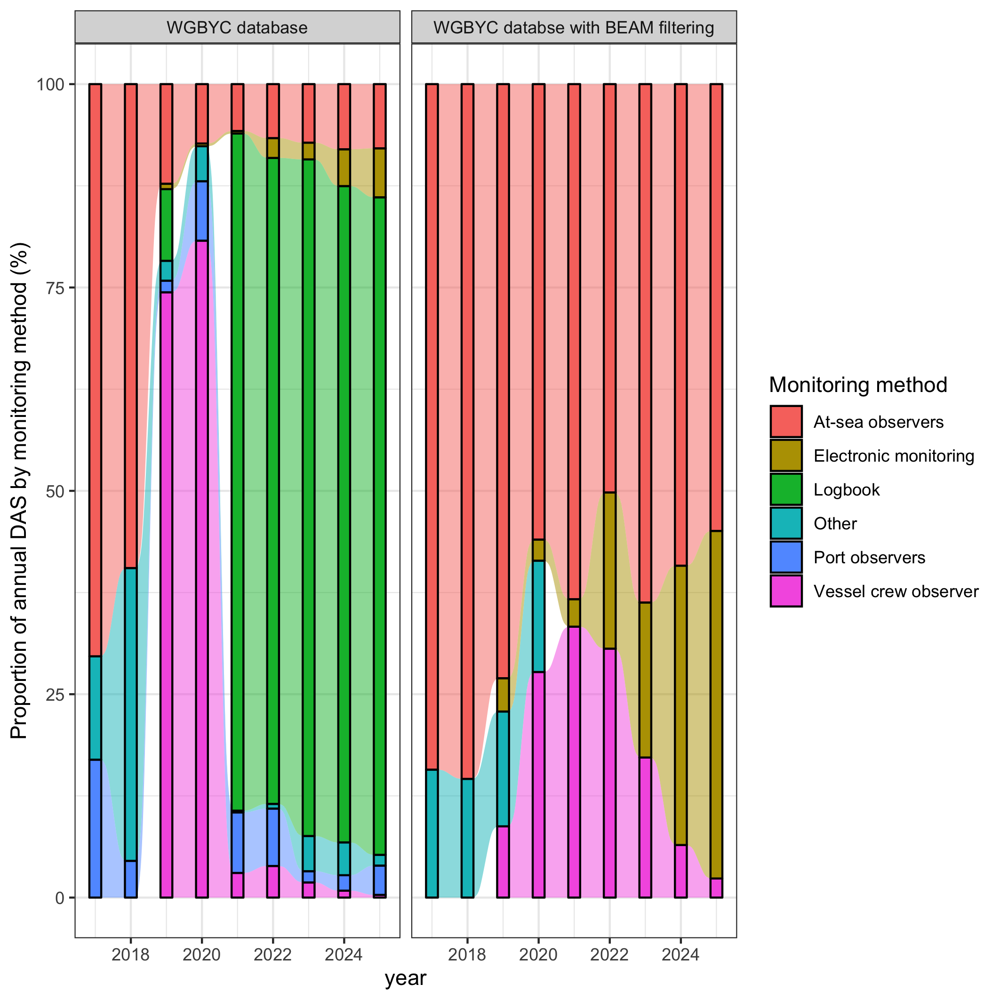 WGBYC database
WGBYC databse with BEAM filtering
Proportion of annual DAS by monitoring method (%)
100
75
50
25
0
2018 2020 2022 2024
2018 2020 2022 2024
year
Monitoring method
At-sea observers
Electronic monitoring
Logbook
Other
Port observers
Vessel crew observer